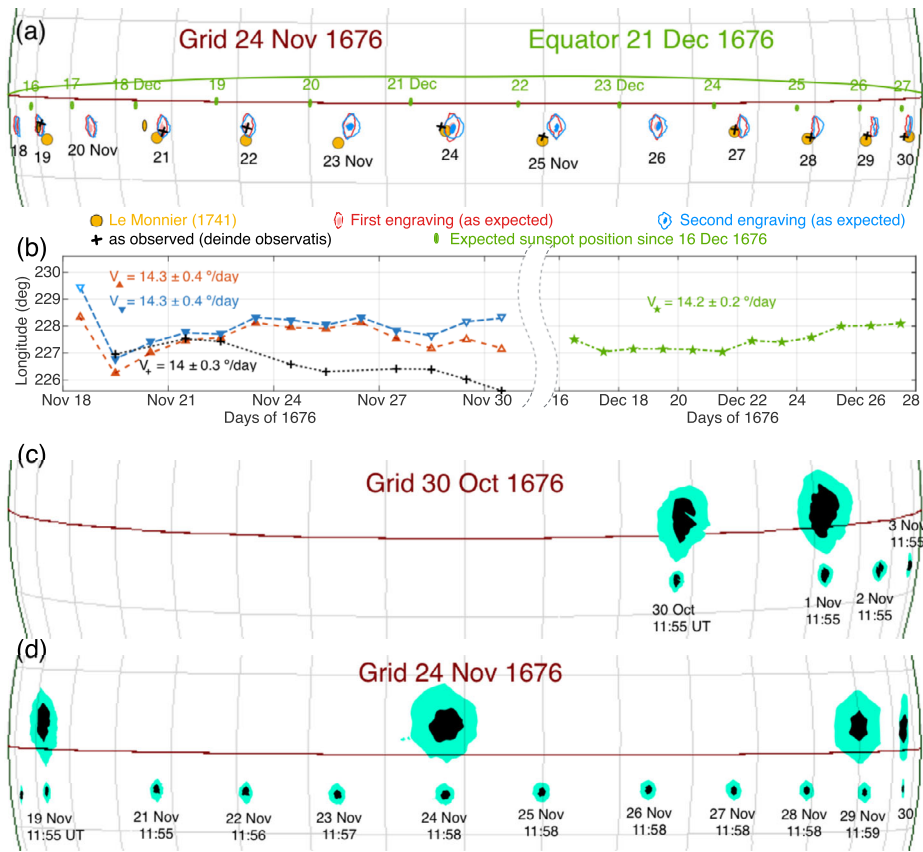 (a)
Grid 24 Nov 1676
Equator 21 Dec 1676
16 17 18 Dec 19 20 21 Dec 22 23 Dec 24 25 26 27
18 19 20 Nov 21 22 23 Nov 24 25 Nov 26 27 28 29 30
Le Monnier (1741)
First engraving (as expected)
Second engraving (as expected)
as observed (deinde observatis)
Expected sunspot position since 16 Dec 1676
(b)
Longitude (deg)
230
229
228
227
226
V▲ = 14.3 ± 0.4 °/day
V▼ = 14.3 ± 0.4 °/day
V+ = 14 ± 0.3 °/day
V★ = 14.2 ± 0.2 °/day
Nov 18 Nov 21 Nov 24 Nov 27 Nov 30 16 Dec 18 20 Dec 22 24 Dec 26 28
Days of 1676
Days of 1676
(c)
Grid 30 Oct 1676
30 Oct
11:55 UT
1 Nov
11:55
2 Nov
11:55
3 Nov
11:55
(d)
Grid 24 Nov 1676
19 Nov
11:55 UT
21 Nov
11:55
22 Nov
11:56
23 Nov
11:57
24 Nov
11:58
25 Nov
11:58
26 Nov
11:58
27 Nov
11:58
28 Nov
11:58
29 Nov
11:59
30